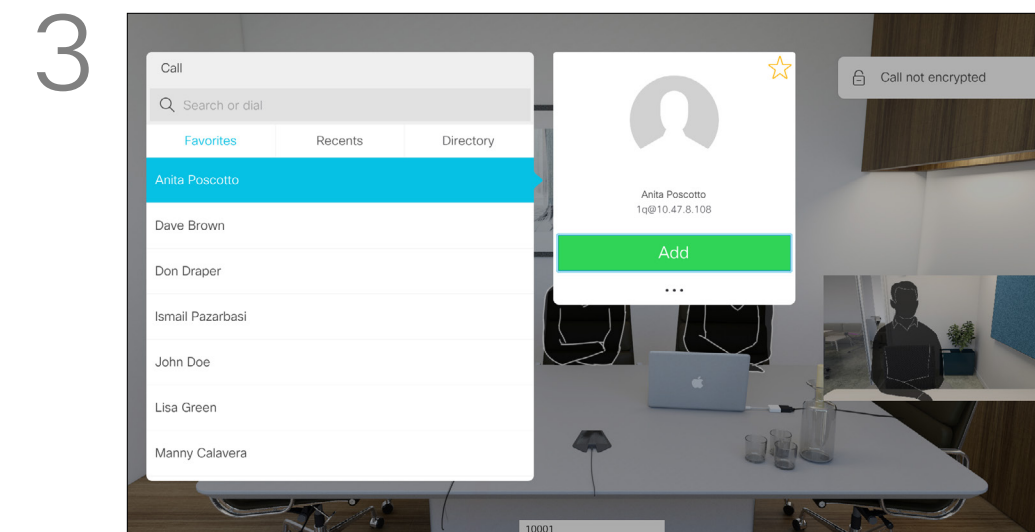 3
Call
Search or dial
Favorites Recents Directory
Anita Poscotto
Dave Brown
Don Draper
Ismail Pazarbasi
John Doe
Lisa Green
Manny Calavera
Anita Poscotto
1q@10.47.8.108
Add
...
Call not encrypted
10001